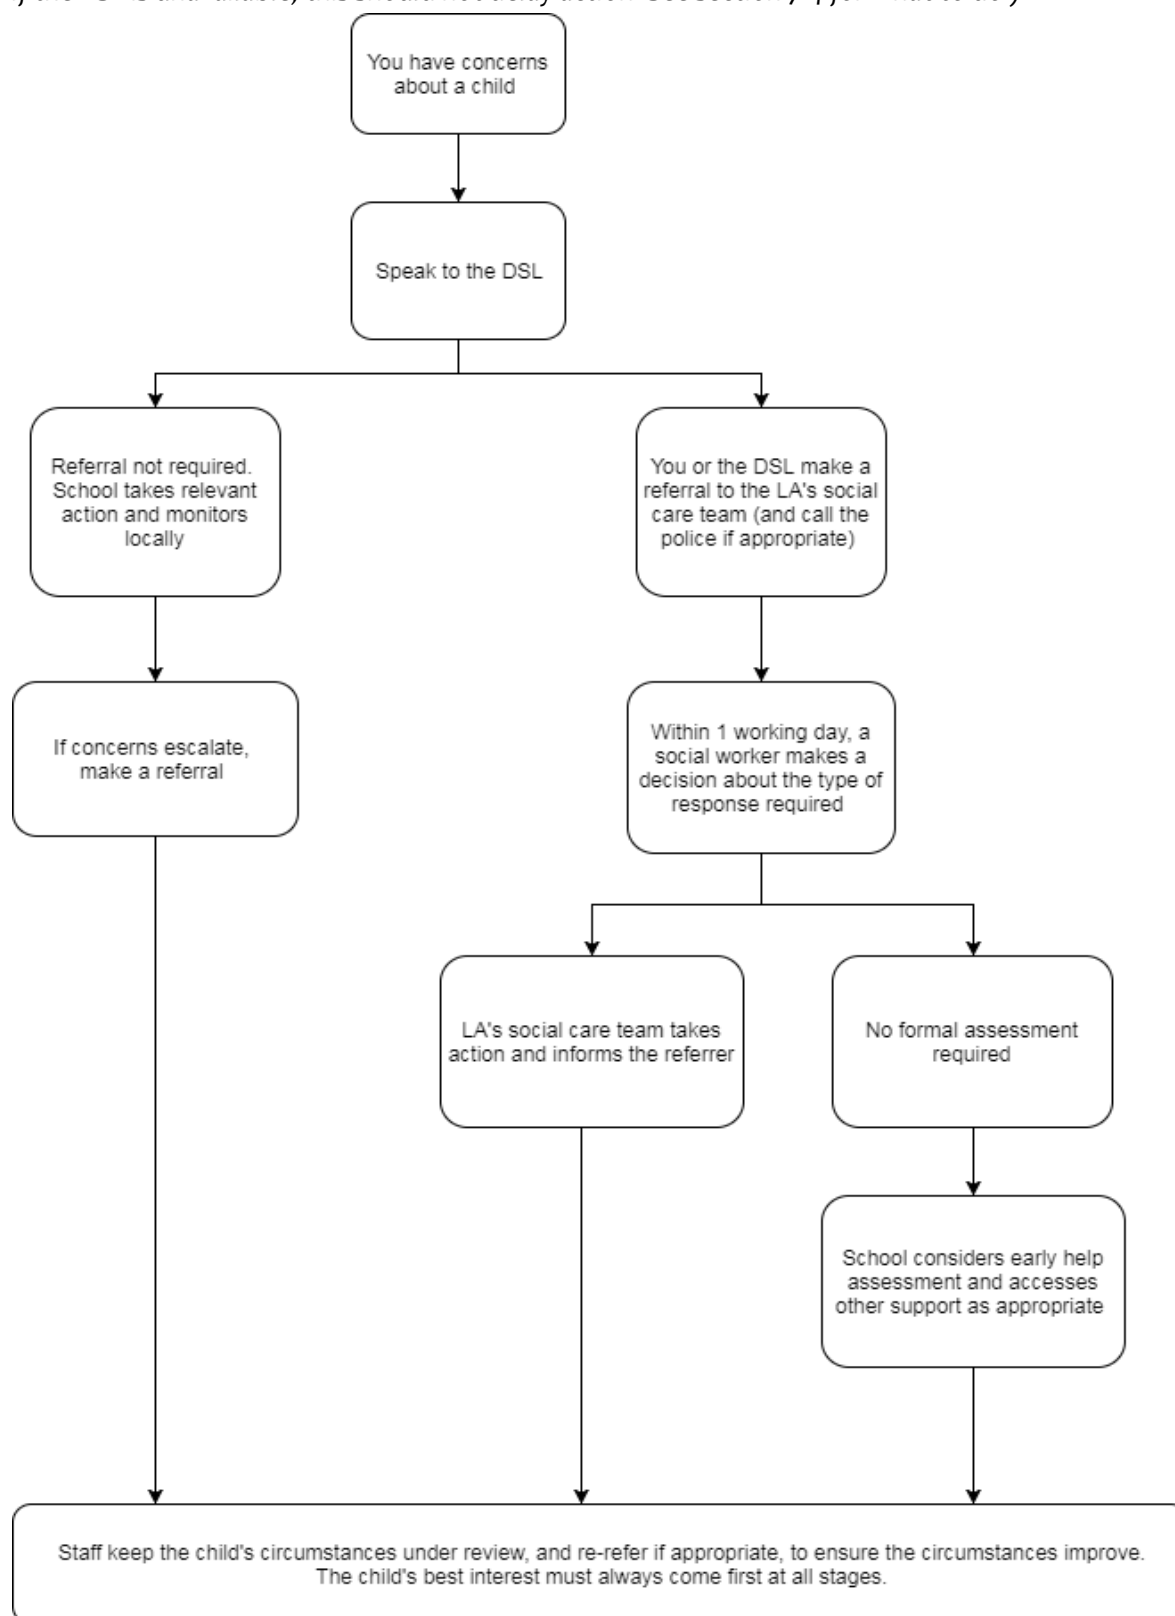 You have concerns
about a child
Speak to the DSL
Referral not required.
School takes relevant
action and monitors
locally
You or the DSL make a
referral to the LA's social
care team (and call the
police if appropriate)
If concerns escalate,
make a referral
Within 1 working day, a
social worker makes a
decision about the type of
response required
LA's social care team takes
action and informs the referrer
No formal assessment
required
School considers early help
assessment and accesses
other support as appropriate
Staff keep the child's circumstances under review, and re-refer if appropriate, to ensure the circumstances improve.
The child's best interest must always come first at all stages.